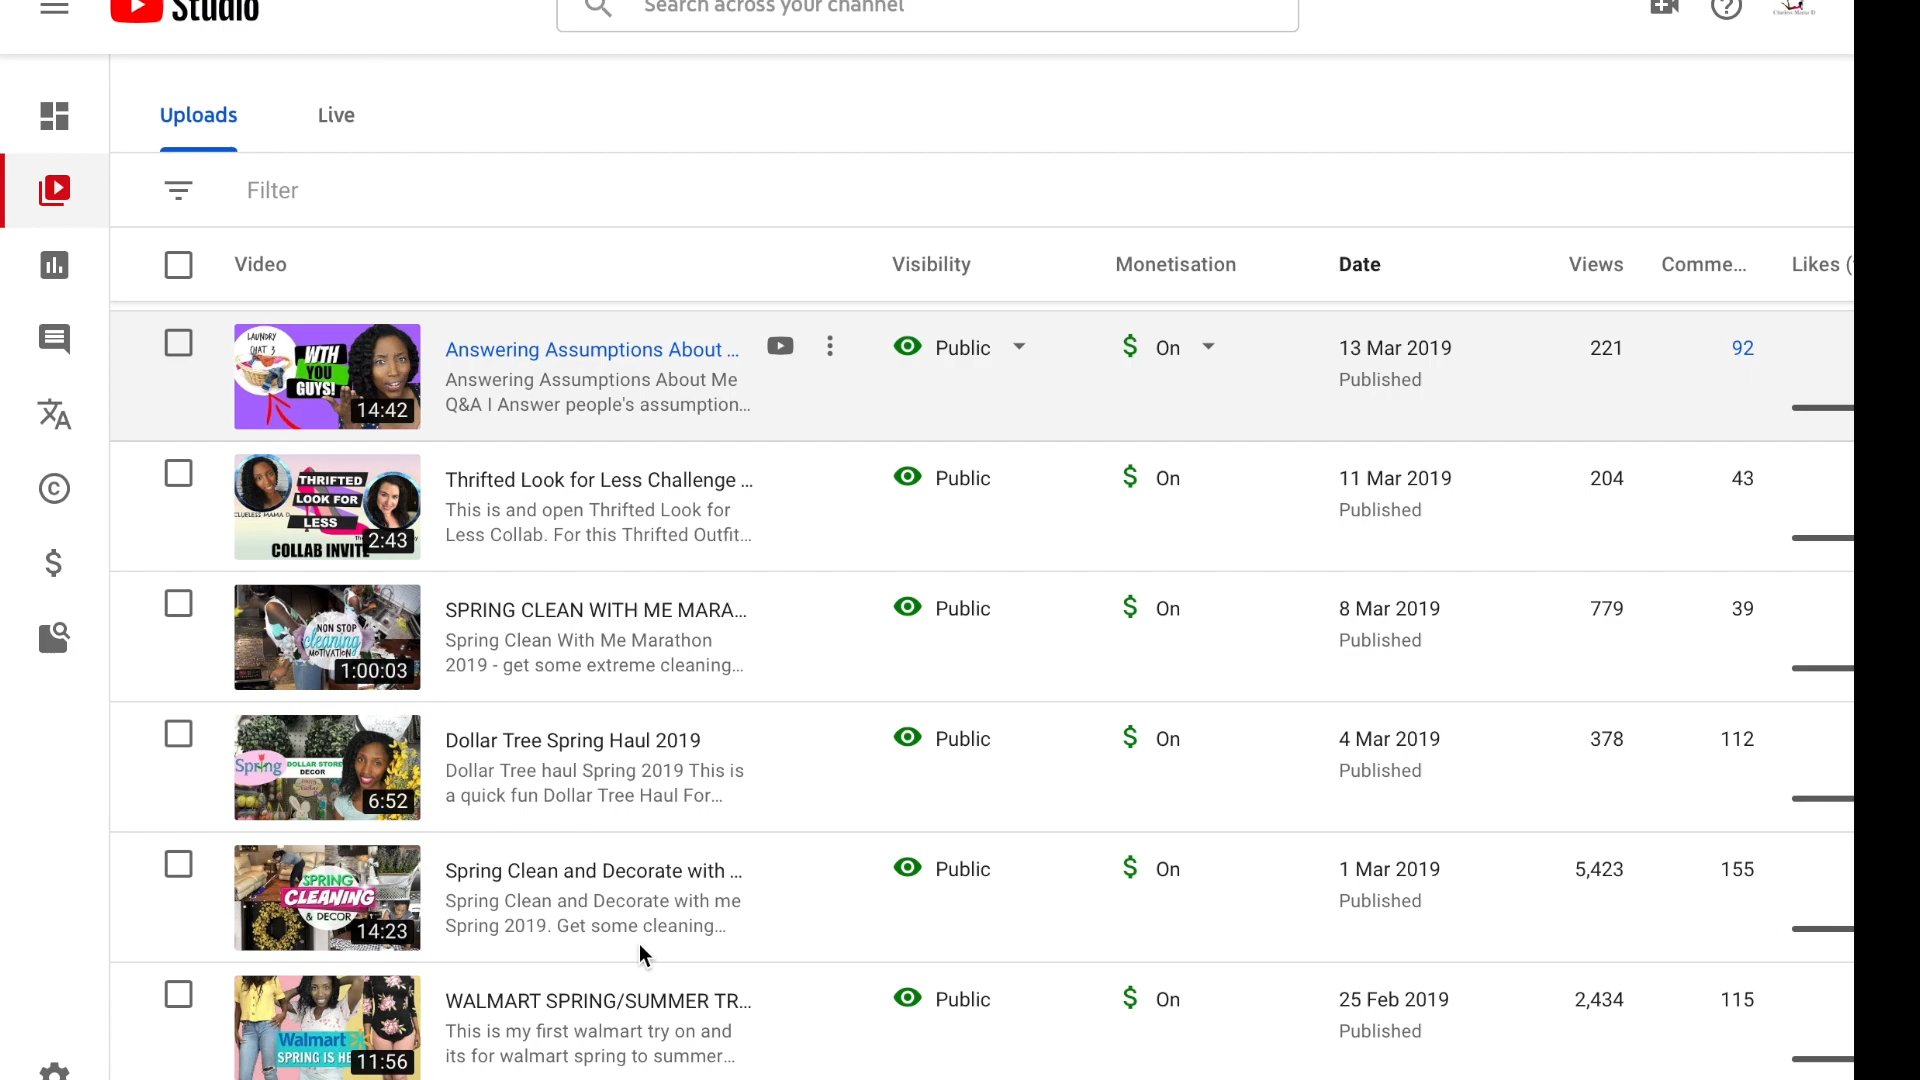 Studio
Search across your channel
Uploads
Live
Filter
Video
Visibility
Monetisation
Date
Views
Comme...
Likes (
LAUNDRY
CHAT 3
WTH
YOU
GUYS!
14:42
Answering Assumptions About ...
Answering Assumptions About Me
Q&A I Answer people's assumption...
Public
On
13 Mar 2019
Published
221
92
THRIFTED
LOOK FOR
LESS
CLUELESS MAMA D
COLLAB INVITE
2:43
Thrifted Look for Less Challenge ...
This is and open Thrifted Look for
Less Collab. For this Thrifted Outfit...
Public
On
11 Mar 2019
Published
204
43
NON STOP
cleaning
MOTIVATION
1:00:03
SPRING CLEAN WITH ME MARA...
Spring Clean With Me Marathon
2019 - get some extreme cleaning...
Public
On
8 Mar 2019
Published
779
39
Spring
DOLLAR STORE
DECOR
6:52
Dollar Tree Spring Haul 2019
Dollar Tree haul Spring 2019 This is
a quick fun Dollar Tree Haul For...
Public
On
4 Mar 2019
Published
378
112
SPRING
CLEANING
& DECOR
14:23
Spring Clean and Decorate with ...
Spring Clean and Decorate with me
Spring 2019. Get some cleaning...
Public
On
1 Mar 2019
Published
5,423
155
Walmart
SPRING IS HE
11:56
WALMART SPRING/SUMMER TR...
This is my first walmart try on and
its for walmart spring to summer...
Public
On
25 Feb 2019
Published
2,434
115